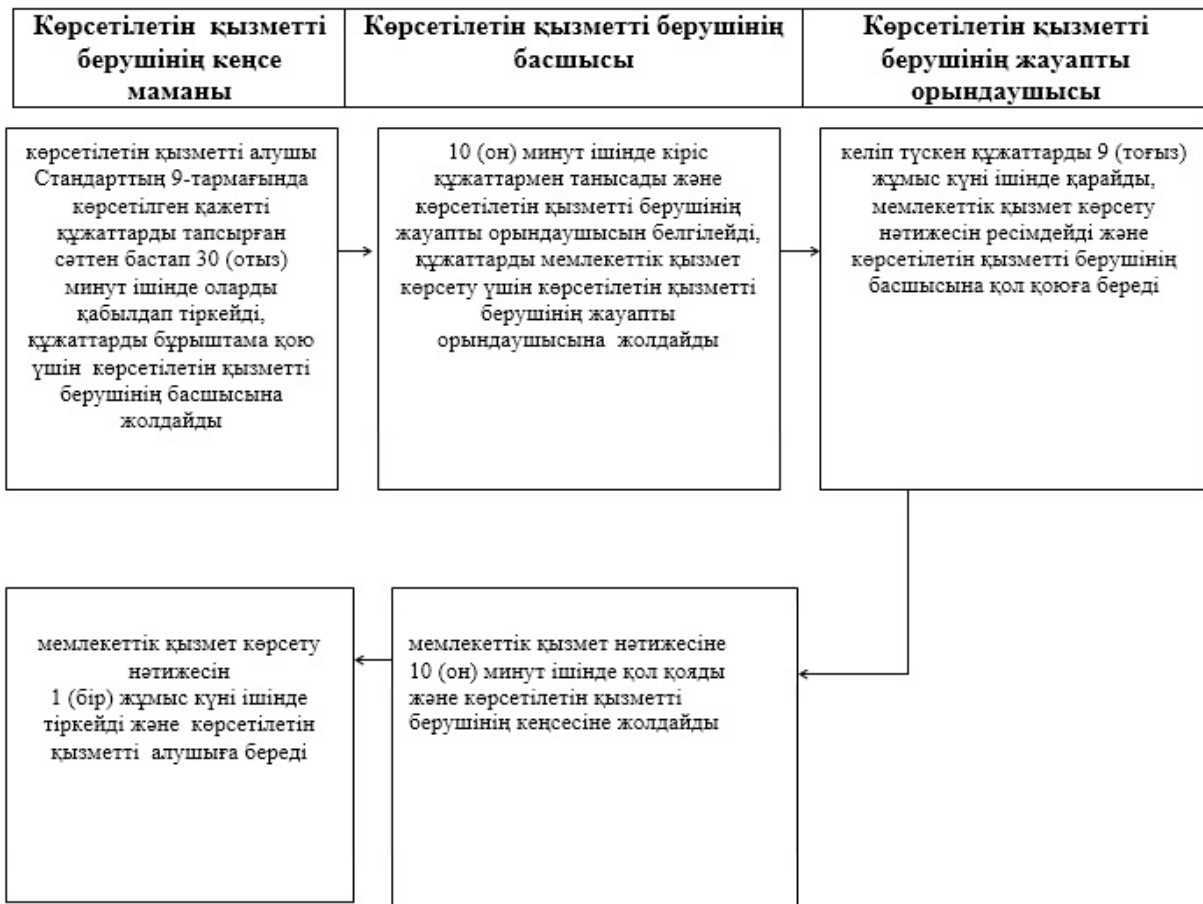 Көрсетілетін қызметті
берушінің кеңсе
маманы
Көрсетілетін қызметті берушінің
басшысы
Көрсетілетін қызметті
берушінің жауапты
орындаушысы
көрсетілетін қызметті алушы
Стандарттың 9-тармағында
көрсетілген қажетті
құжаттарды тапсырған
сәттен бастап 30 (отыз)
минут ішінде оларды
қабылдап тіркейді,
құжаттарды бұрыштама қою
үшін көрсетілетін қызметті
берушінің басшысына
жолдайды
10 (он) минут ішінде кіріс
құжаттармен танысады және
көрсетілетін қызметті берушінің
жауапты орындаушысын белгілейді,
құжаттарды мемлекеттік қызмет
көрсету үшін көрсетілетін қызметті
берушінің жауапты
орындаушысына жолдайды
келіп түскен құжаттарды 9 (тоғыз)
жұмыс күні ішінде қарайды,
мемлекеттік қызмет көрсету
нәтижесін ресімдейді және
көрсетілетін қызметті берушінің
басшысына қол қоюға береді
мемлекеттік қызмет көрсету
нәтижесін
1 (бір) жұмыс күні ішінде
тіркейді және көрсетілетін
қызметті алушыға береді
мемлекеттік қызмет нәтижесіне
10 (он) минут ішінде қол қояды
және көрсетілетін қызметті
берушінің кеңсесіне жолдайды